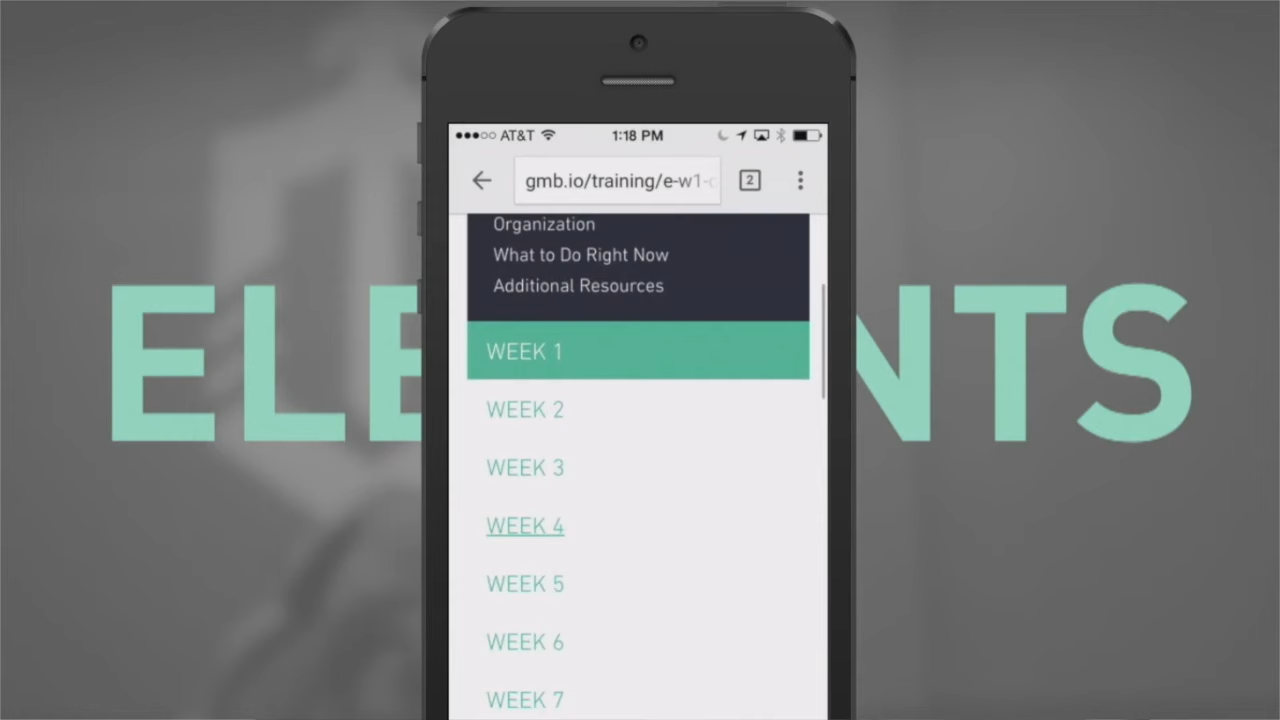 AT&T 1:18 PM
gmb.io/training/e-w1- 2
Organization
What to Do Right Now
Additional Resources
WEEK 1
WEEK 2
WEEK 3
WEEK 4
WEEK 5
WEEK 6
WEEK 7
ELE NTS